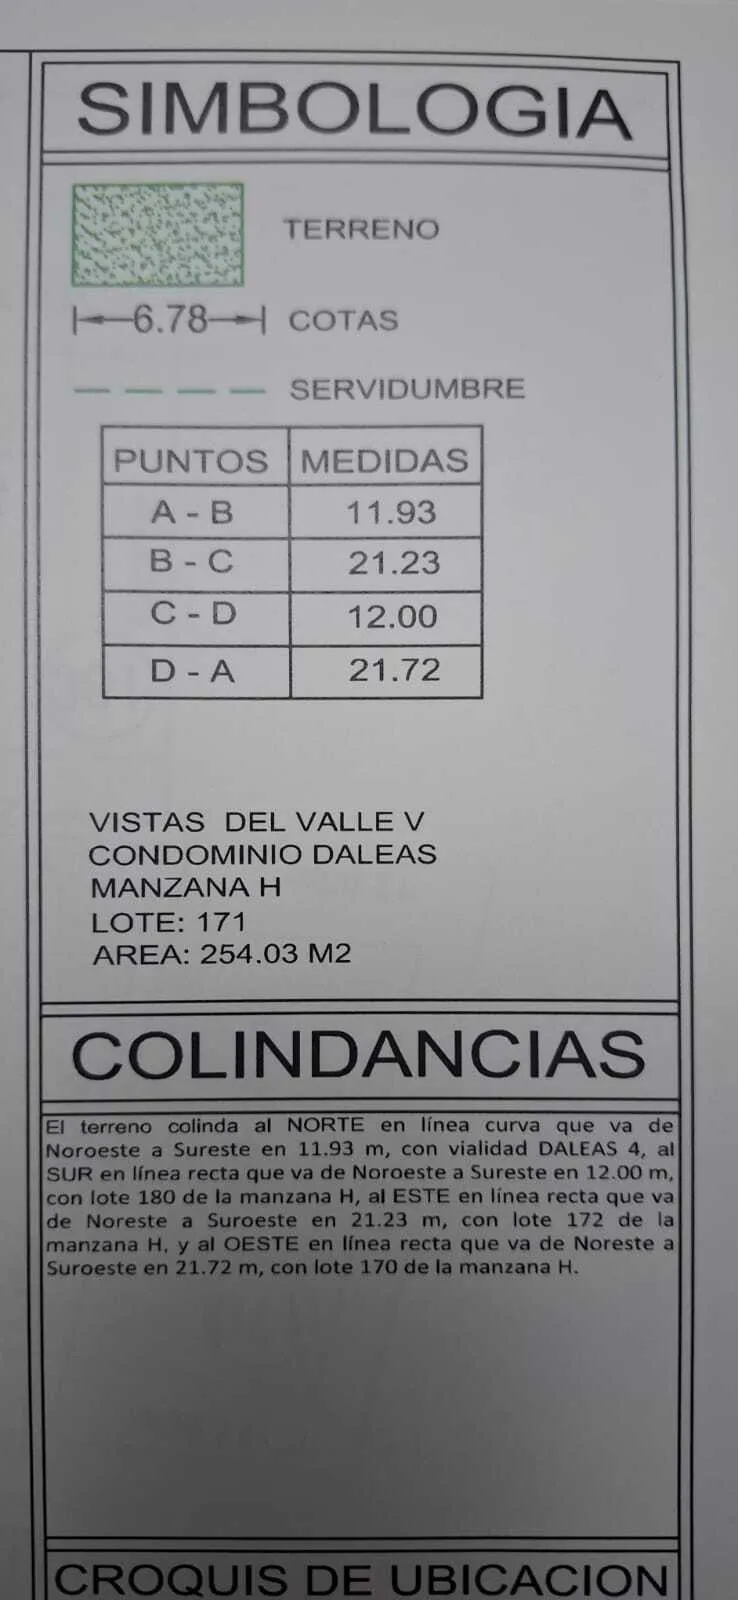 SIMBOLOGIA
TERRENO
6.78 COTAS
SERVIDUMBRE
PUNTOS MEDIDAS
A - B 11.93
B - C 21.23
C - D 12.00
D - A 21.72
VISTAS DEL VALLE V
CONDOMINIO DALEAS
MANZANA H
LOTE: 171
AREA: 254.03 M2
COLINDANCIAS
El terreno colinda al NORTE en línea curva que va de
Noroeste a Sureste en 11.93 m, con vialidad DALEAS 4, al
SUR en línea recta que va de Noroeste a Sureste en 12.00 m,
con lote 180 de la manzana H, al ESTE en línea recta que va
de Noreste a Suroeste en 21.23 m, con lote 172 de la
manzana H, y al OESTE en línea recta que va de Noreste a
Suroeste en 21.72 m, con lote 170 de la manzana H.
CROQUIS DE UBICACION